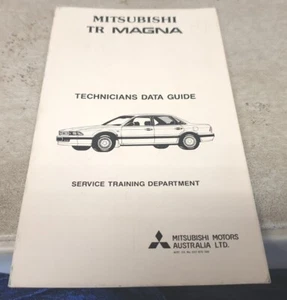 MITSUBISHI
TR MAGNA
TECHNICIANS DATA GUIDE
SERVICE TRAINING DEPARTMENT
MITSUBISHI MOTORS
AUSTRALIA LTD.